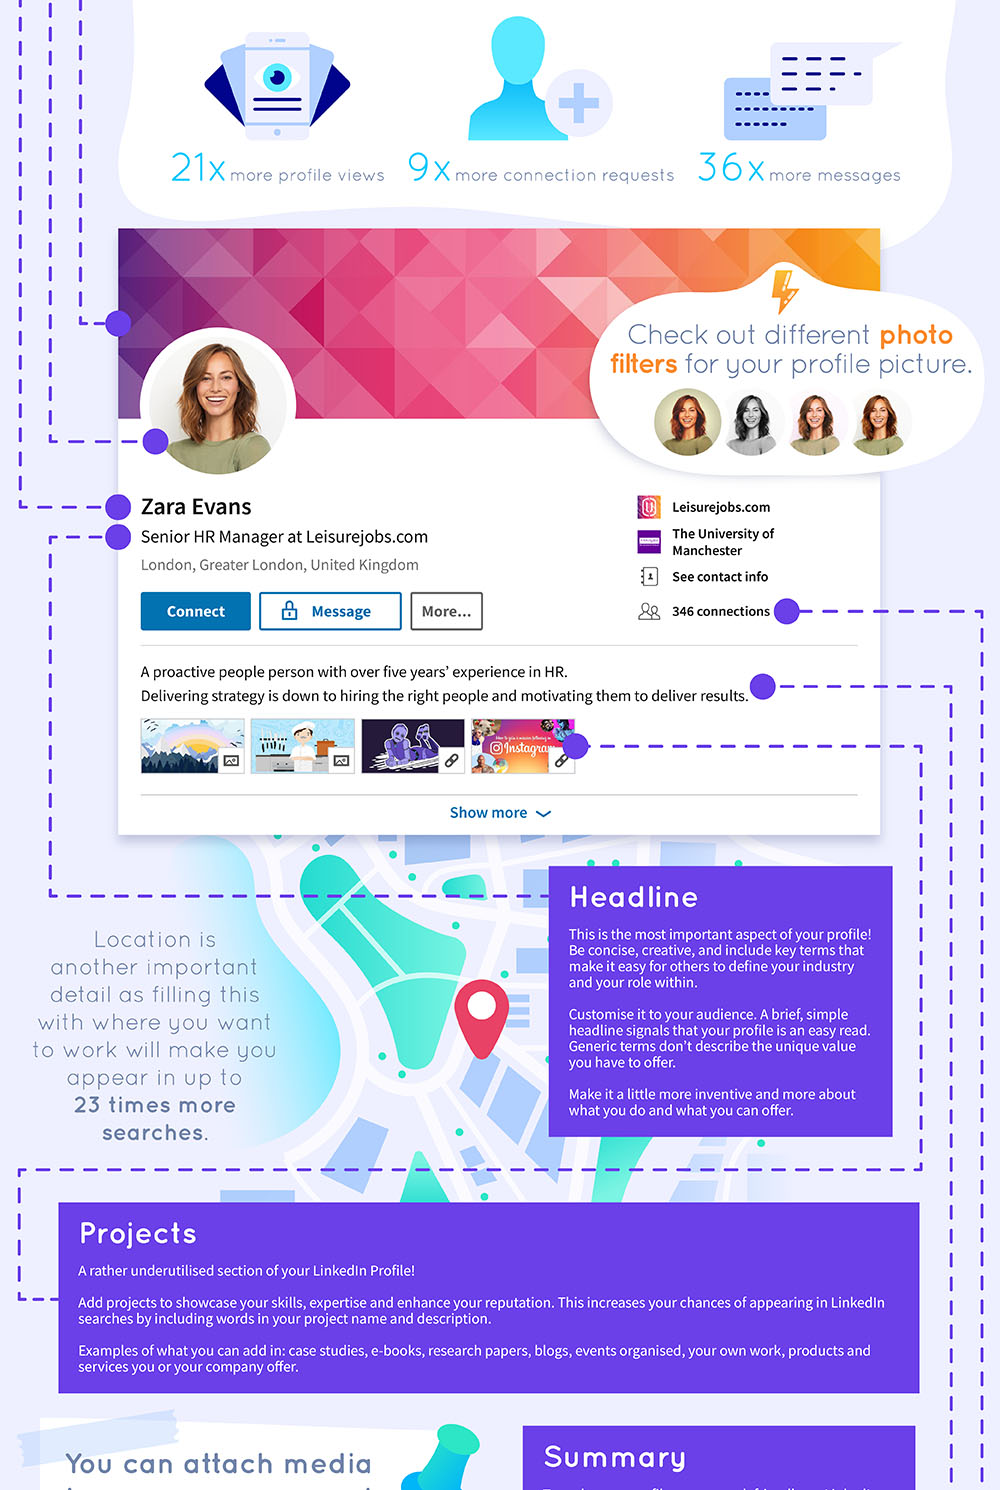 21x more profile views
9x more connection requests
36x more messages
Check out different photo
filters for your profile picture.
Zara Evans
Senior HR Manager at Leisurejobs.com
London, Greater London, United Kingdom
Connect
Message
More...
Leisurejobs.com
The University of
Manchester
See contact info
346 connections
A proactive people person with over five years’ experience in HR.
Delivering strategy is down to hiring the right people and motivating them to deliver results.
Instagram
Show more
Location is
another important
detail as filling this
with where you want
to work will make you
appear in up to
23 times more
searches.
Headline
This is the most important aspect of your profile!
Be concise, creative, and include key terms that
make it easy for others to define your industry
and your role within.
Customise it to your audience. A brief, simple
headline signals that your profile is an easy read.
Generic terms don’t describe the unique value
you have to offer.
Make it a little more inventive and more about
what you do and what you can offer.
Projects
A rather underutilised section of your LinkedIn Profile!
Add projects to showcase your skills, expertise and enhance your reputation. This increases your chances of appearing in LinkedIn
searches by including words in your project name and description.
Examples of what you can add in: case studies, e-books, research papers, blogs, events organised, your own work, products and
services you or your company offer.
You can attach media
Summary